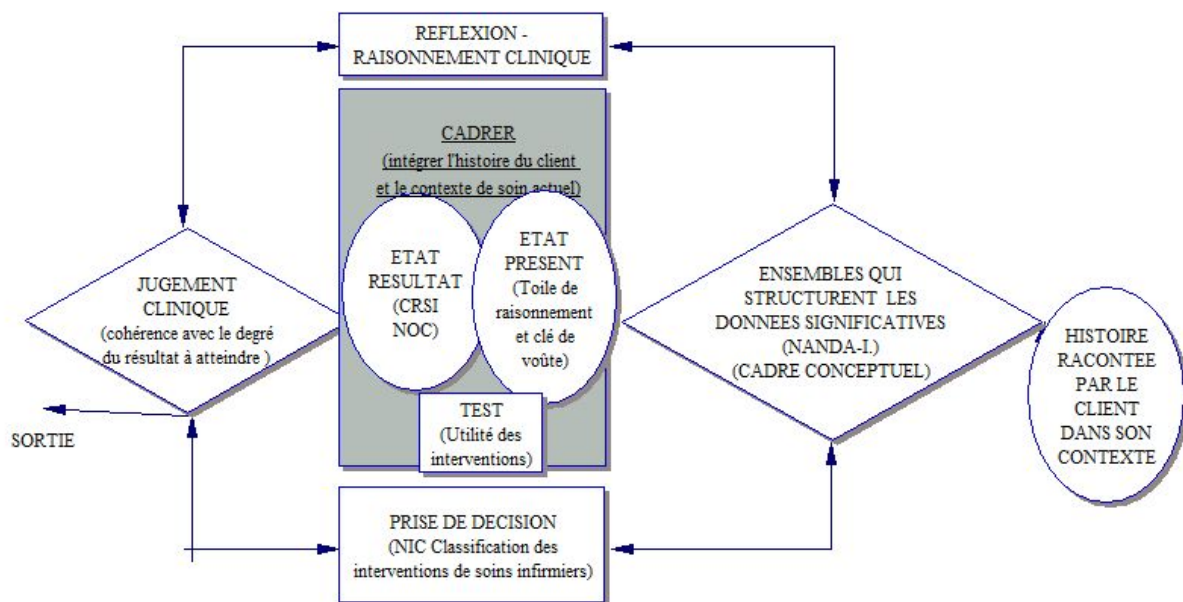 REFLEXION -
RAISONNEMENT CLINIQUE
CADRER
(intégrer l'histoire du client
et le contexte de soin actuel)
JUGEMENT
CLINIQUE
(cohérence avec le degré
du résultat à atteindre )
ETAT
RESULTAT
(CRSI
NOC)
ETAT
PRESENT
(Toile de
raisonnement
et clé de
voûte)
ENSEMBLES QUI
STRUCTURENT LES
DONNEES SIGNIFICATIVES
(NANDA-I.)
(CADRE CONCEPTUEL)
HISTOIRE
RACONTEE
PAR LE
CLIENT
DANS SON
CONTEXTE
TEST
(Utilité des
interventions)
SORTIE
PRISE DE DECISION
(NIC Classification des
interventions de soins infirmiers)